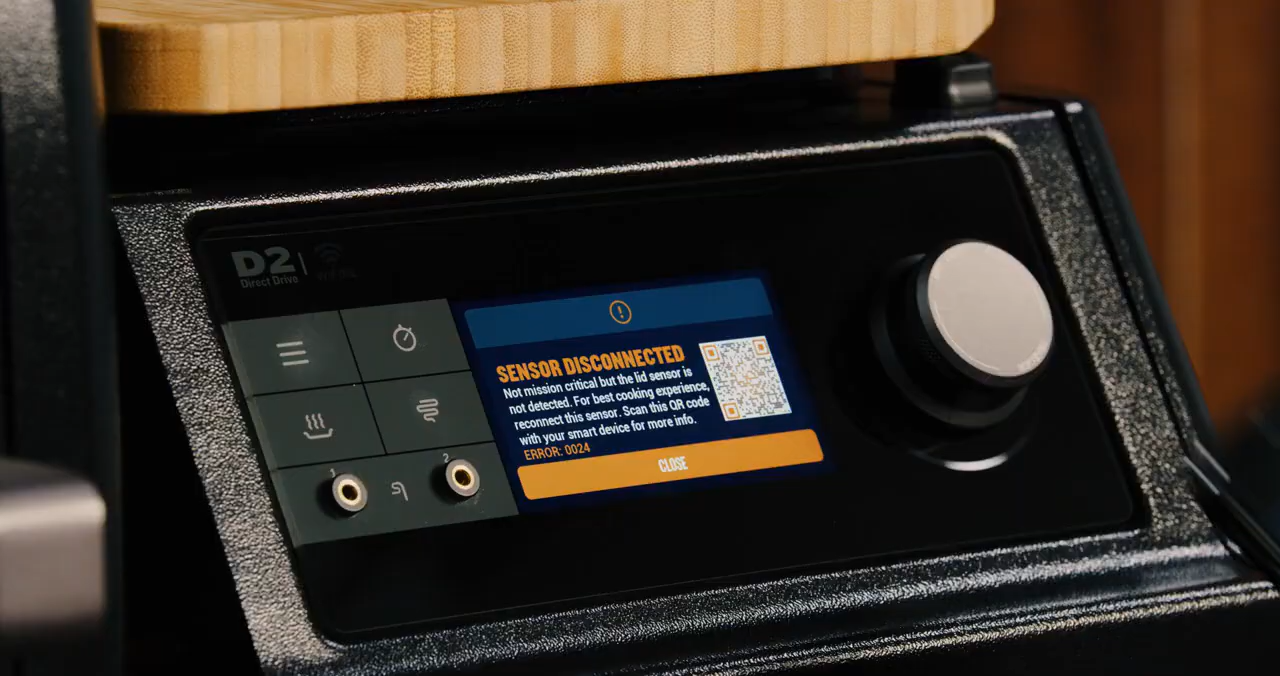 D2
Direct Drive
SENSOR DISCONNECTED
Not mission critical but the lid sensor is
not detected. For best cooking experience,
reconnect this sensor. Scan this QR code
with your smart device for more info.
ERROR: 0024
CLOSE
1
2